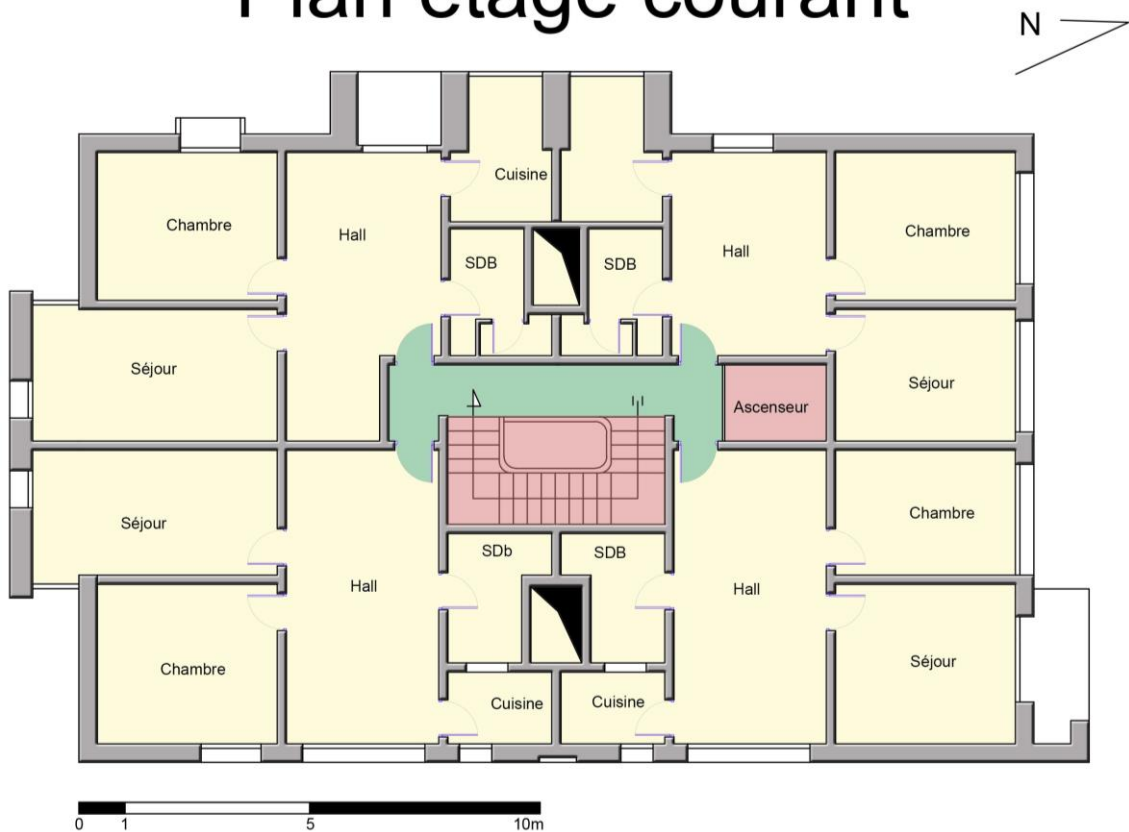 Plan étage courant
N
Cuisine
Chambre
Hall
Chambre
Hall
SDB
SDB
Séjour
Séjour
Ascenseur
Séjour
Chambre
SDb
SDB
Hall
Hall
Chambre
Séjour
Cuisine
Cuisine
0 1 5 10m